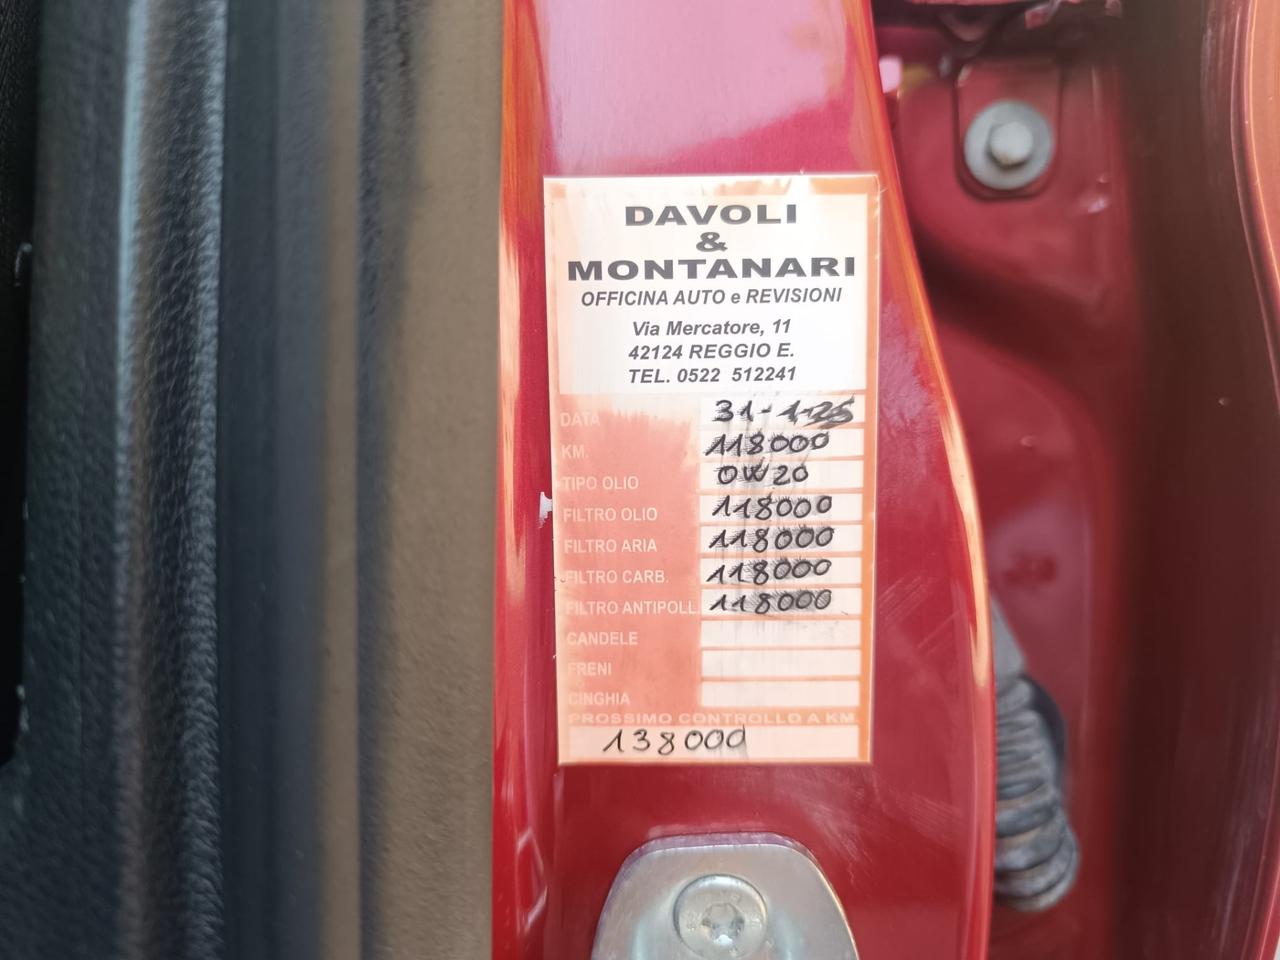 DAVOLI
&
MONTANARI
OFFICINA AUTO e REVISIONI
Via Mercatore, 11
42124 REGGIO E.
TEL. 0522 512241
DATA 31-1-25
KM. 118000
TIPO OLIO 0W20
FILTRO OLIO 118000
FILTRO ARIA 118000
FILTRO CARB. 118000
FILTRO ANTIPOLL. 118000
CANDELE
FRENI
CINGHIA
PROSSIMO CONTROLLO A KM.
138000